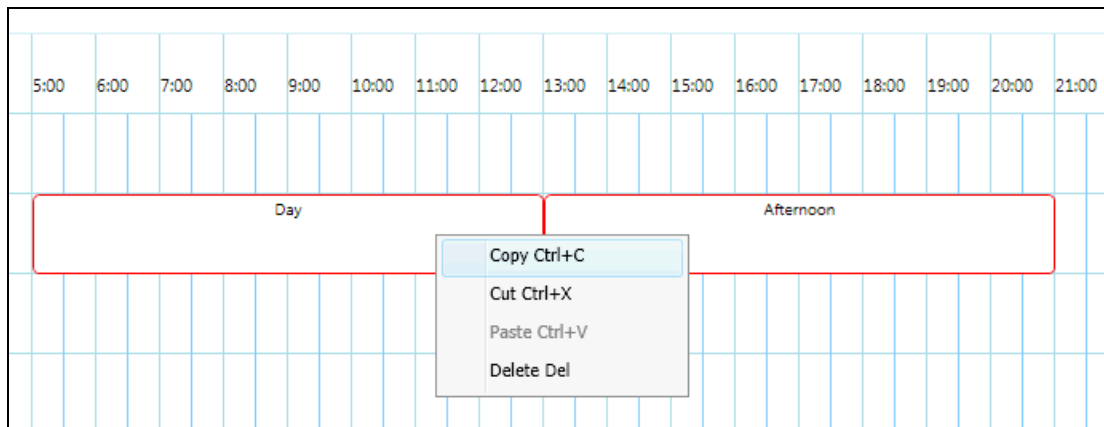 5:00 6:00 7:00 8:00 9:00 10:00 11:00 12:00 13:00 14:00 15:00 16:00 17:00 18:00 19:00 20:00 21:00
Day Afternoon
Copy Ctrl+C
Cut Ctrl+X
Paste Ctrl+V
Delete Del